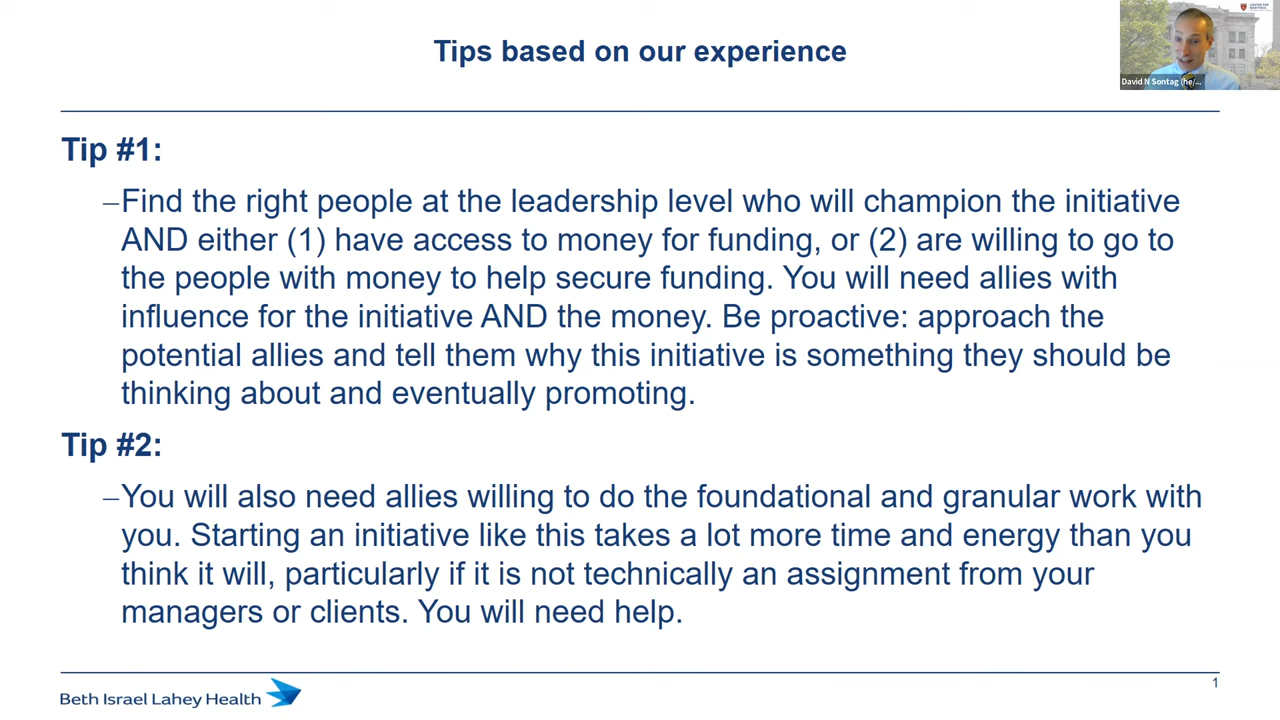 Tips based on our experience
CENTER FOR
BIOETHICS
David N Sontag (he/...
Tip #1:
–Find the right people at the leadership level who will champion the initiative
AND either (1) have access to money for funding, or (2) are willing to go to
the people with money to help secure funding. You will need allies with
influence for the initiative AND the money. Be proactive: approach the
potential allies and tell them why this initiative is something they should be
thinking about and eventually promoting.
Tip #2:
–You will also need allies willing to do the foundational and granular work with
you. Starting an initiative like this takes a lot more time and energy than you
think it will, particularly if it is not technically an assignment from your
managers or clients. You will need help.
Beth Israel Lahey Health
1